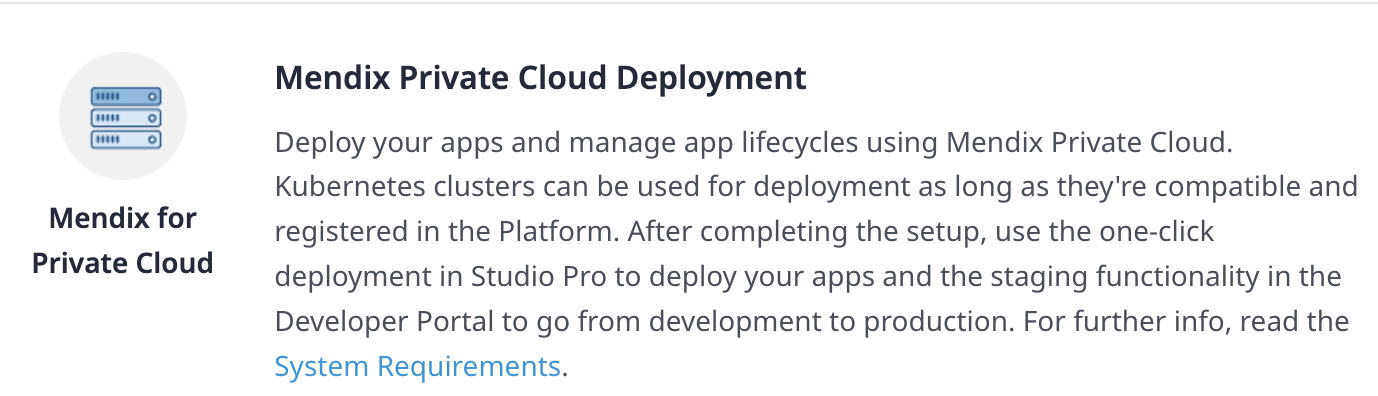 Mendix for
Private Cloud
Mendix Private Cloud Deployment
Deploy your apps and manage app lifecycles using Mendix Private Cloud.
Kubernetes clusters can be used for deployment as long as they're compatible and
registered in the Platform. After completing the setup, use the one-click
deployment in Studio Pro to deploy your apps and the staging functionality in the
Developer Portal to go from development to production. For further info, read the
System Requirements.